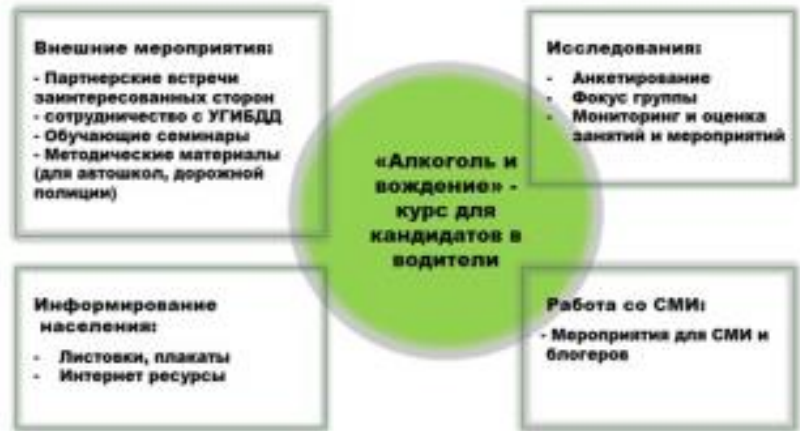 Внешние мероприятия:
- Партнерские встречи
заинтересованных сторон
- сотрудничество с УГИБДД
- Обучающие семинары
- Методические материалы
(для автошкол, дорожной
полиции)
Исследования:
- Анкетирование
- Фокус группы
- Мониторинг и оценка
занятий и мероприятий
«Алкоголь и
вождение» -
курс для
кандидатов в
водители
Информирование
населения:
- Листовки, плакаты
- Интернет ресурсы
Работа со СМИ:
- Мероприятия для СМИ и
блогеров